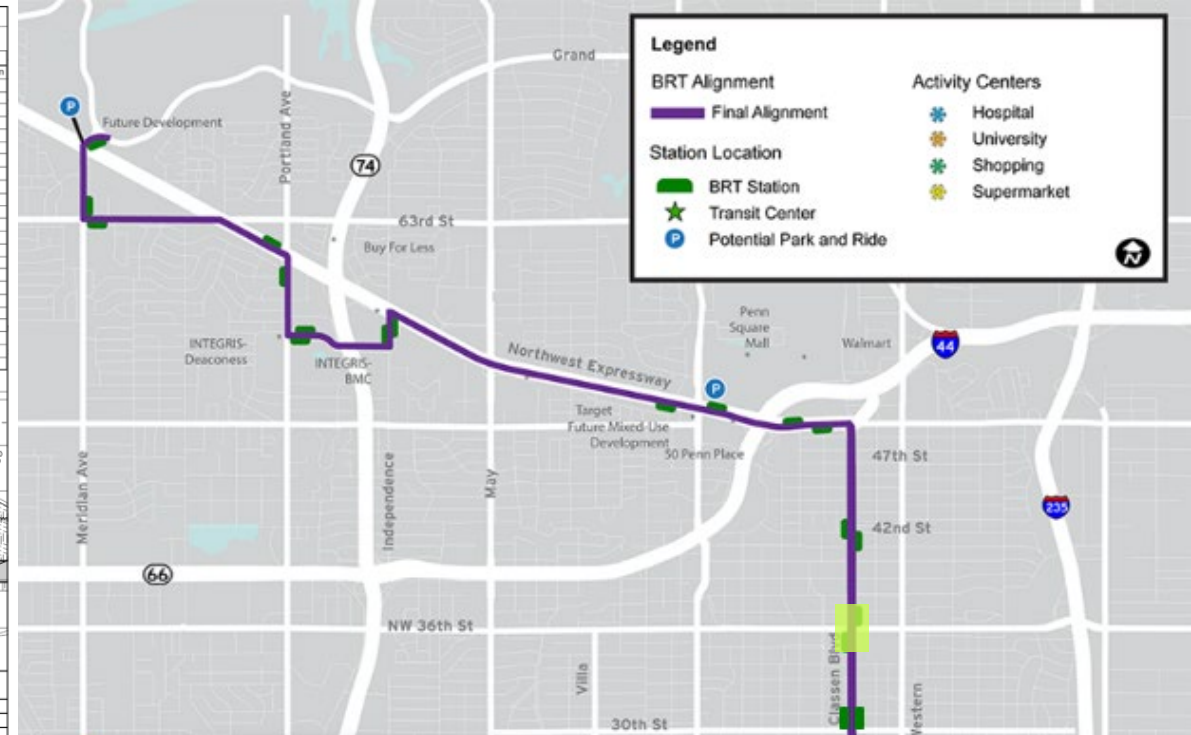 Legend
BRT Alignment
Final Alignment
Station Location
BRT Station
Transit Center
P Potential Park and Ride
Activity Centers
Hospital
University
Shopping
Supermarket
N
Grand
P
Future Development
Portland Ave
74
63rd St
Buy For Less
INTEGRIS-
Deaconess
INTEGRIS-
BMC
Northwest Expressway
Penn
Square
Mall
Walmart
44
P
Target
Future Mixed-Use
Development
50 Penn Place
47th St
Meridian Ave
Independence
May
42nd St
235
66
NW 36th St
Villa
Classen Blvd
estern
30th St